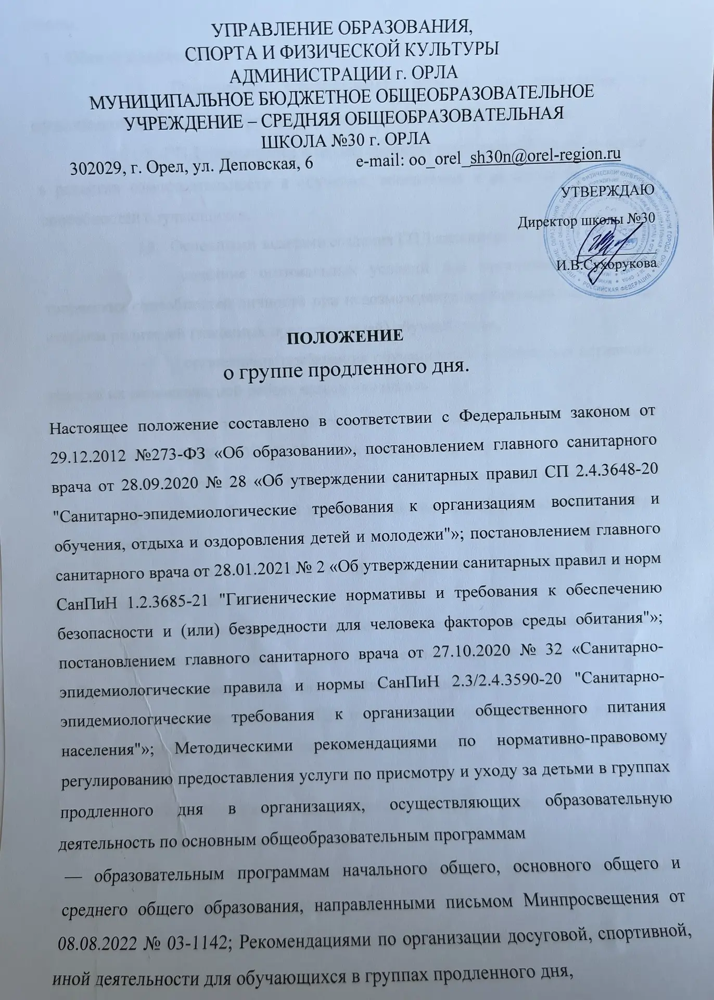 УПРАВЛЕНИЕ ОБРАЗОВАНИЯ,
СПОРТА И ФИЗИЧЕСКОЙ КУЛЬТУРЫ
АДМИНИСТРАЦИИ г. ОРЛА
МУНИЦИПАЛЬНОЕ БЮДЖЕТНОЕ ОБЩЕОБРАЗОВАТЕЛЬНОЕ
УЧРЕЖДЕНИЕ – СРЕДНЯЯ ОБЩЕОБРАЗОВАТЕЛЬНАЯ
ШКОЛА №30 г. ОРЛА
302029, г. Орел, ул. Деповская, 6 e-mail: oo_orel_sh30n@orel-region.ru
УТВЕРЖДАЮ
Директор школы №30
И.В.Сухорукова
РОССИЙСКАЯ ФЕДЕРАЦИЯ
ПОЛОЖЕНИЕ
о группе продленного дня.
Настоящее положение составлено в соответствии с Федеральным законом от
29.12.2012 №273-ФЗ «Об образовании», постановлением главного санитарного
врача от 28.09.2020 № 28 «Об утверждении санитарных правил СП 2.4.3648-20
"Санитарно-эпидемиологические требования к организациям воспитания и
обучения, отдыха и оздоровления детей и молодежи"»; постановлением главного
санитарного врача от 28.01.2021 № 2 «Об утверждении санитарных правил и норм
СанПиН 1.2.3685-21 "Гигиенические нормативы и требования к обеспечению
безопасности и (или) безвредности для человека факторов среды обитания"»;
постановлением главного санитарного врача от 27.10.2020 № 32 «Санитарно-
эпидемиологические правила и нормы СанПиН 2.3/2.4.3590-20 "Санитарно-
эпидемиологические требования к организации общественного питания
населения"»; Методическими рекомендациями по нормативно-правовому
регулированию предоставления услуги по присмотру и уходу за детьми в группах
продленного дня в организациях, осуществляющих образовательную
деятельность по основным общеобразовательным программам
— образовательным программам начального общего, основного общего и
среднего общего образования, направленными письмом Минпросвещения от
08.08.2022 № 03-1142; Рекомендациями по организации досуговой, спортивной,
иной деятельности для обучающихся в группах продленного дня,